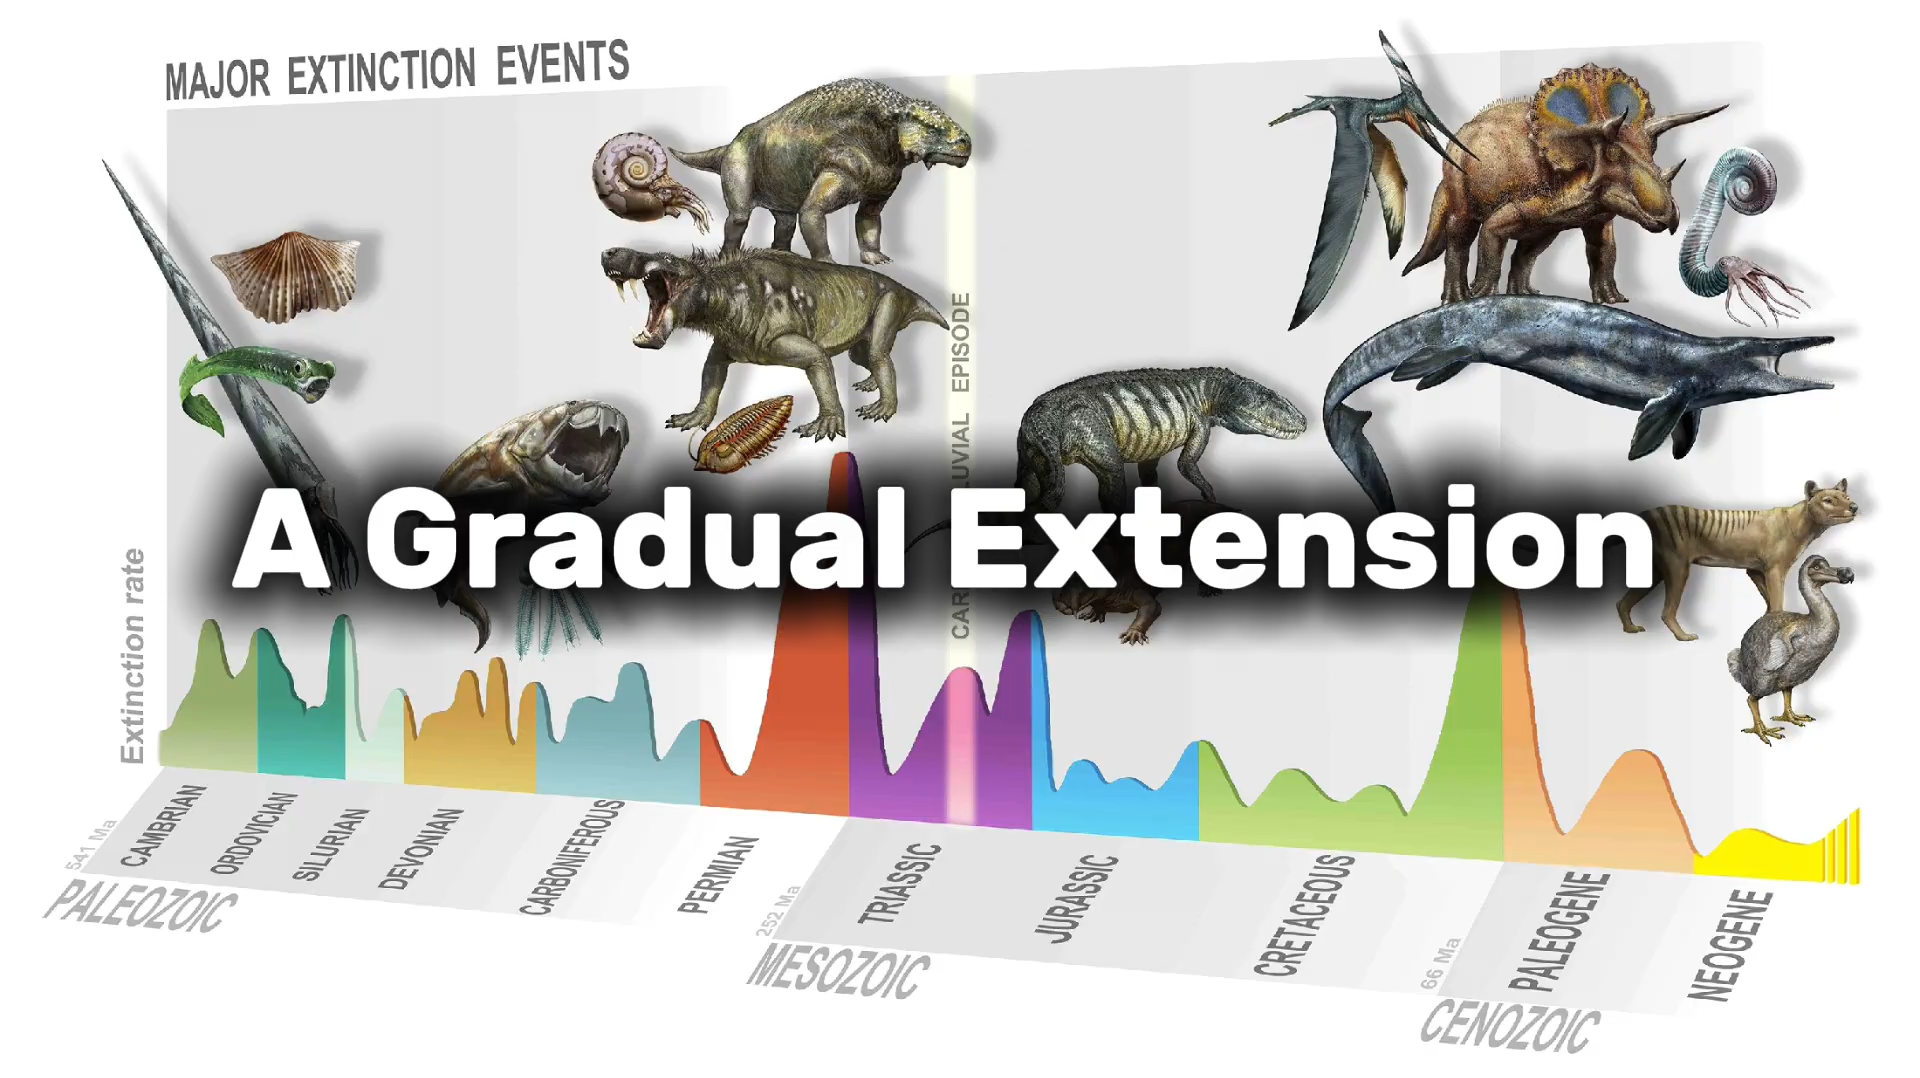 MAJOR EXTINCTION EVENTS
A Gradual Extension
Extinction rate
EPISODE
541 Ma
CAMBRIAN
ORDOVICIAN
SILURIAN
DEVONIAN
CARBONIFEROUS
PERMIAN
252 Ma
TRIASSIC
JURASSIC
CRETACEOUS
66 Ma
PALEOGENE
NEOGENE
PALEOZOIC
MESOZOIC
CENOZOIC